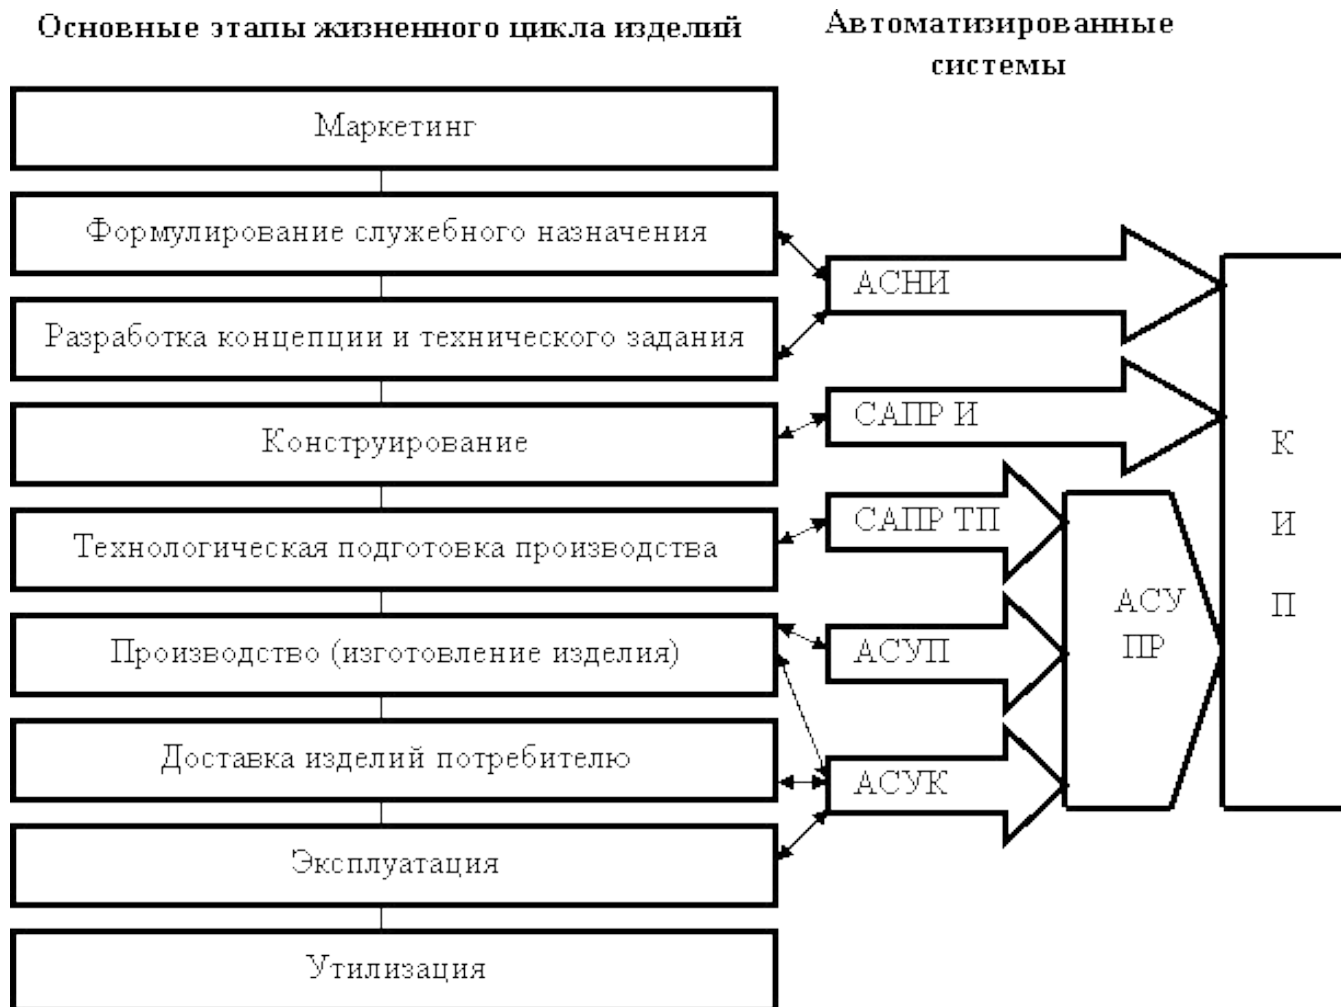 Основные этапы жизненного цикла изделий
Автоматизированные
системы
Маркетинг
Формулирование служебного назначения
Разработка концепции и технического задания
Конструирование
Технологическая подготовка производства
Производство (изготовление изделия)
Доставка изделий потребителю
Эксплуатация
Утилизация
АСНИ
САПР И
САПР ТП
АСУП
АСУК
АСУ
ПР
К
И
П